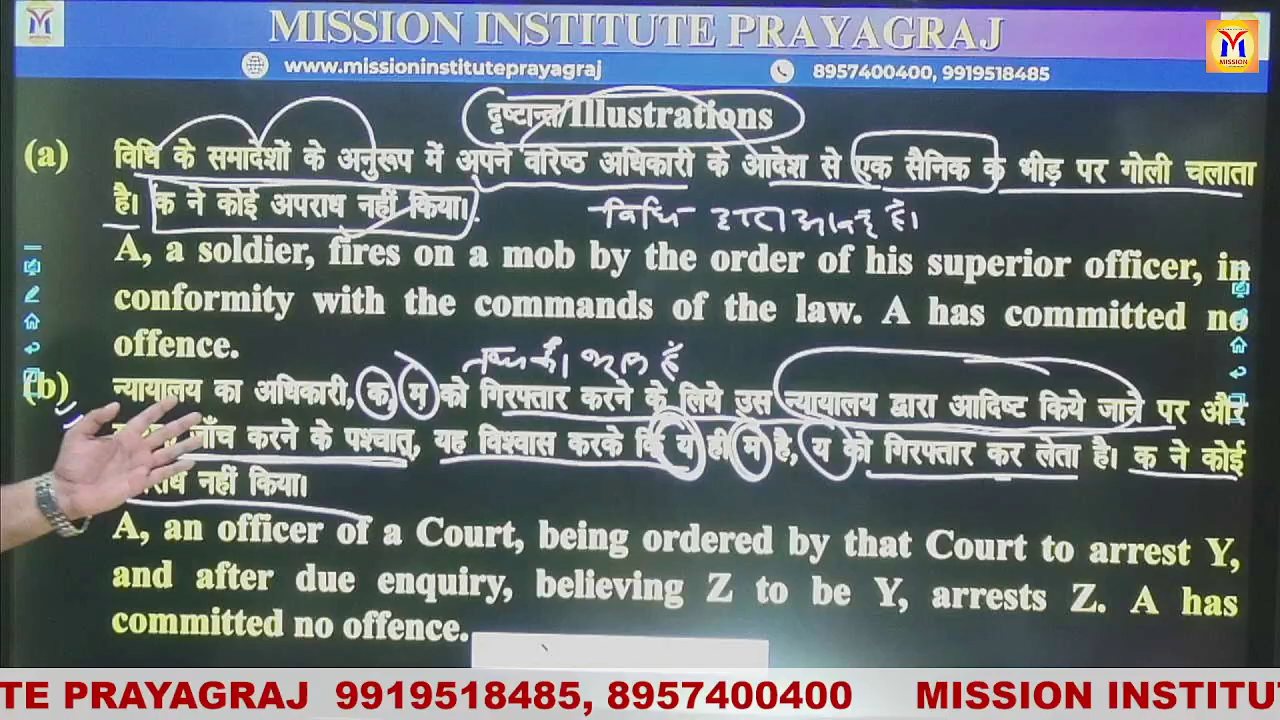 MISSION INSTITUTE PRAYAGRAJ
www.missioninstituteprayagraj
8957400400, 9919518485
MISSION
दृष्टान्त/Illustrations
(a) विधि के समादेशों के अनुरूप में अपने वरिष्ठ अधिकारी के आदेश से एक सैनिक क भीड़ पर गोली चलाता
है। क ने कोई अपराध नहीं किया।
विधि द्वारा आबद्ध है।
A, a soldier, fires on a mob by the order of his superior officer, in
conformity with the commands of the law. A has committed no
offence.
तथ्य की भूल है
(b) न्यायालय का अधिकारी, क, म को गिरफ्तार करने के लिये उस न्यायालय द्वारा आदिष्ट किये जाने पर और
जाँच करने के पश्चात्, यह विश्वास करके कि य ही म है, य को गिरफ्तार कर लेता है। क ने कोई
नहीं किया।
A, an officer of a Court, being ordered by that Court to arrest Y,
and after due enquiry, believing Z to be Y, arrests Z. A has
committed no offence.
TE PRAYAGRAJ 9919518485, 8957400400 MISSION INSTITU